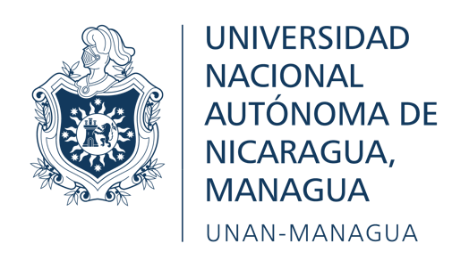 UNIVERSIDAD
NACIONAL
AUTÓNOMA DE
NICARAGUA,
MANAGUA
UNAN-MANAGUA